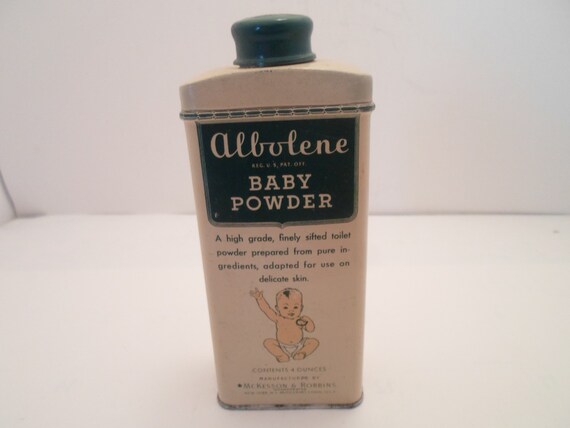 Albolene
REG. U. S. PAT. OFF.
BABY
POWDER
A high grade, finely sifted toilet
powder prepared from pure in-
gredients, adapted for use on
delicate skin.
CONTENTS 4 OUNCES
MANUFACTURED BY
McKESSON & ROBBINS